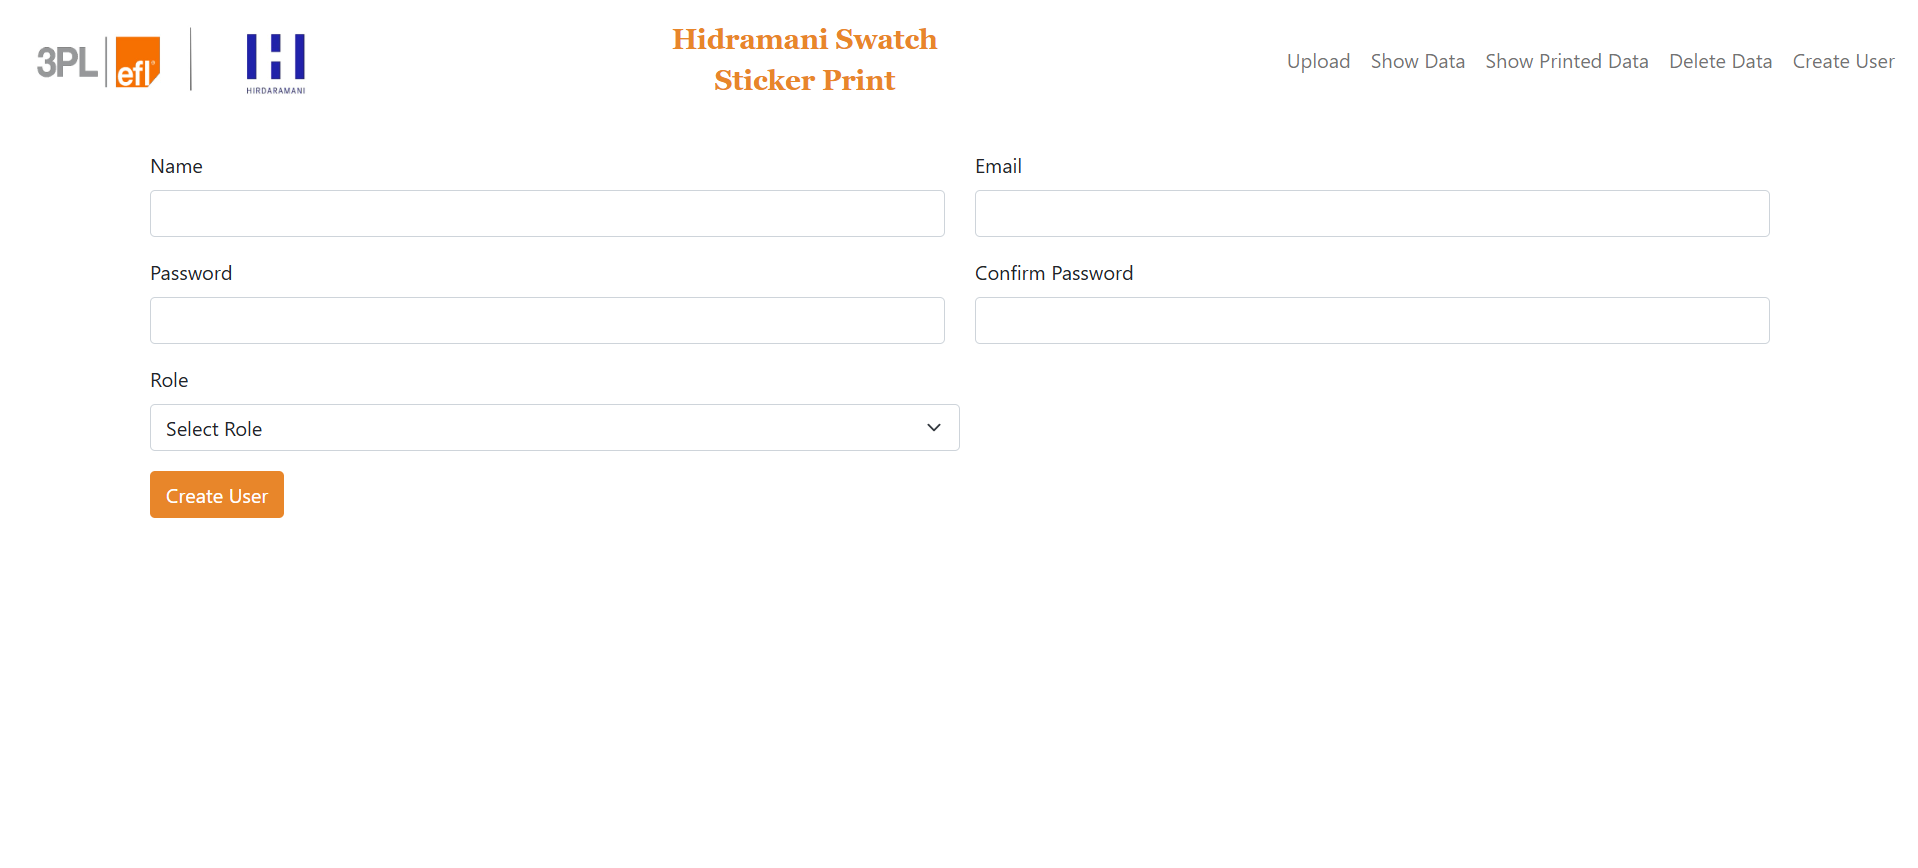 3PL efl
HIRDARAMANI
Hidramani Swatch
Sticker Print
Upload Show Data Show Printed Data Delete Data Create User
Name
Email
Password
Confirm Password
Role
Select Role
Create User